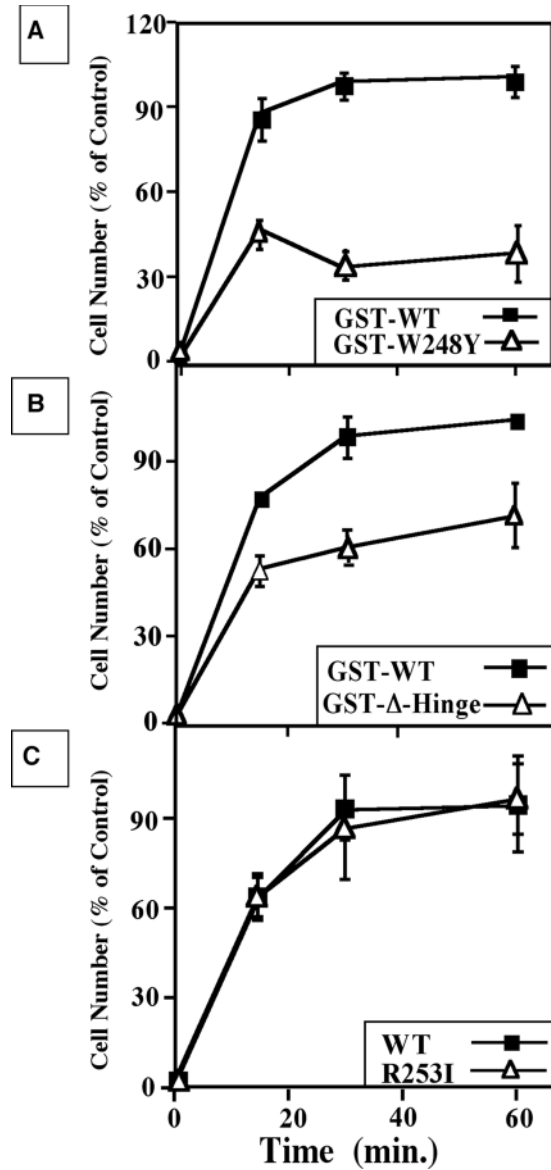 A
Cell Number (% of Control)
120
90
60
30
0
GST-WT
GST-W248Y
B
Cell Number (% of Control)
90
60
30
0
GST-WT
GST-Δ-Hinge
C
Cell Number (% of Control)
90
60
30
0
WT
R253I
0 20 40 60
Time (min.)